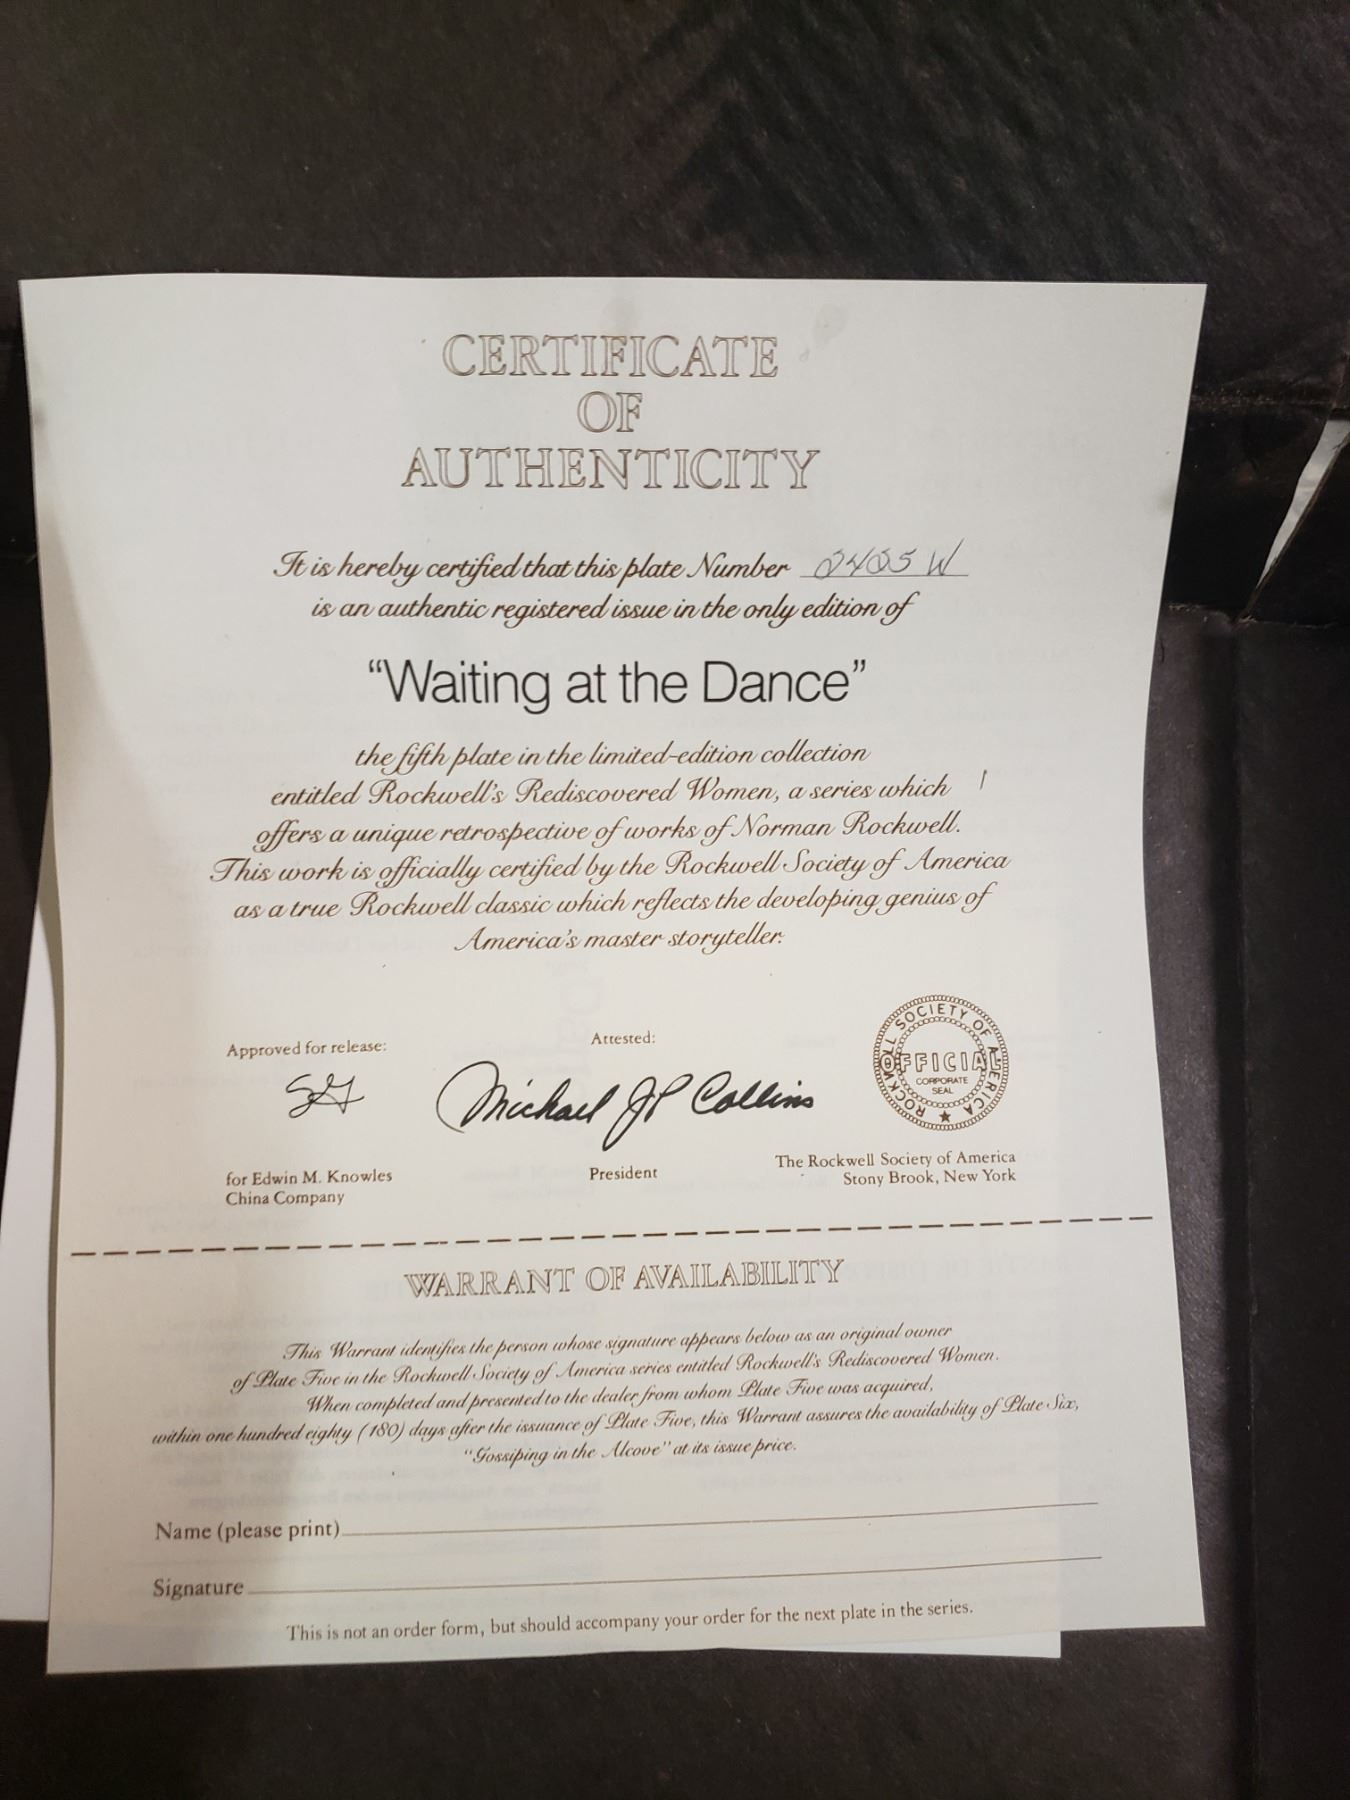 CERTIFICATE
OF
AUTHENTICITY
It is hereby certified that this plate Number 2425 W
is an authentic registered issue in the only edition of
“Waiting at the Dance”
the fifth plate in the limited-edition collection
entitled Rockwell's Rediscovered Women, a series which
offers a unique retrospective of works of Norman Rockwell.
This work is officially certified by the Rockwell Society of America
as a true Rockwell classic which reflects the developing genius of
America's master storyteller.
Approved for release:
Attested:
Michael JP Collins
ROCKWELL SOCIETY OF AMERICA
OFFICIAL
CORPORATE
SEAL
for Edwin M. Knowles
China Company
President
The Rockwell Society of America
Stony Brook, New York
WARRANT OF AVAILABILITY
This Warrant identifies the person whose signature appears below as an original owner
of Plate Five in the Rockwell Society of America series entitled Rockwell's Rediscovered Women.
When completed and presented to the dealer from whom Plate Five was acquired,
within one hundred eighty (180) days after the issuance of Plate Five, this Warrant assures the availability of Plate Six,
“Gossiping in the Alcove” at its issue price.
Name (please print)
Signature
This is not an order form, but should accompany your order for the next plate in the series.